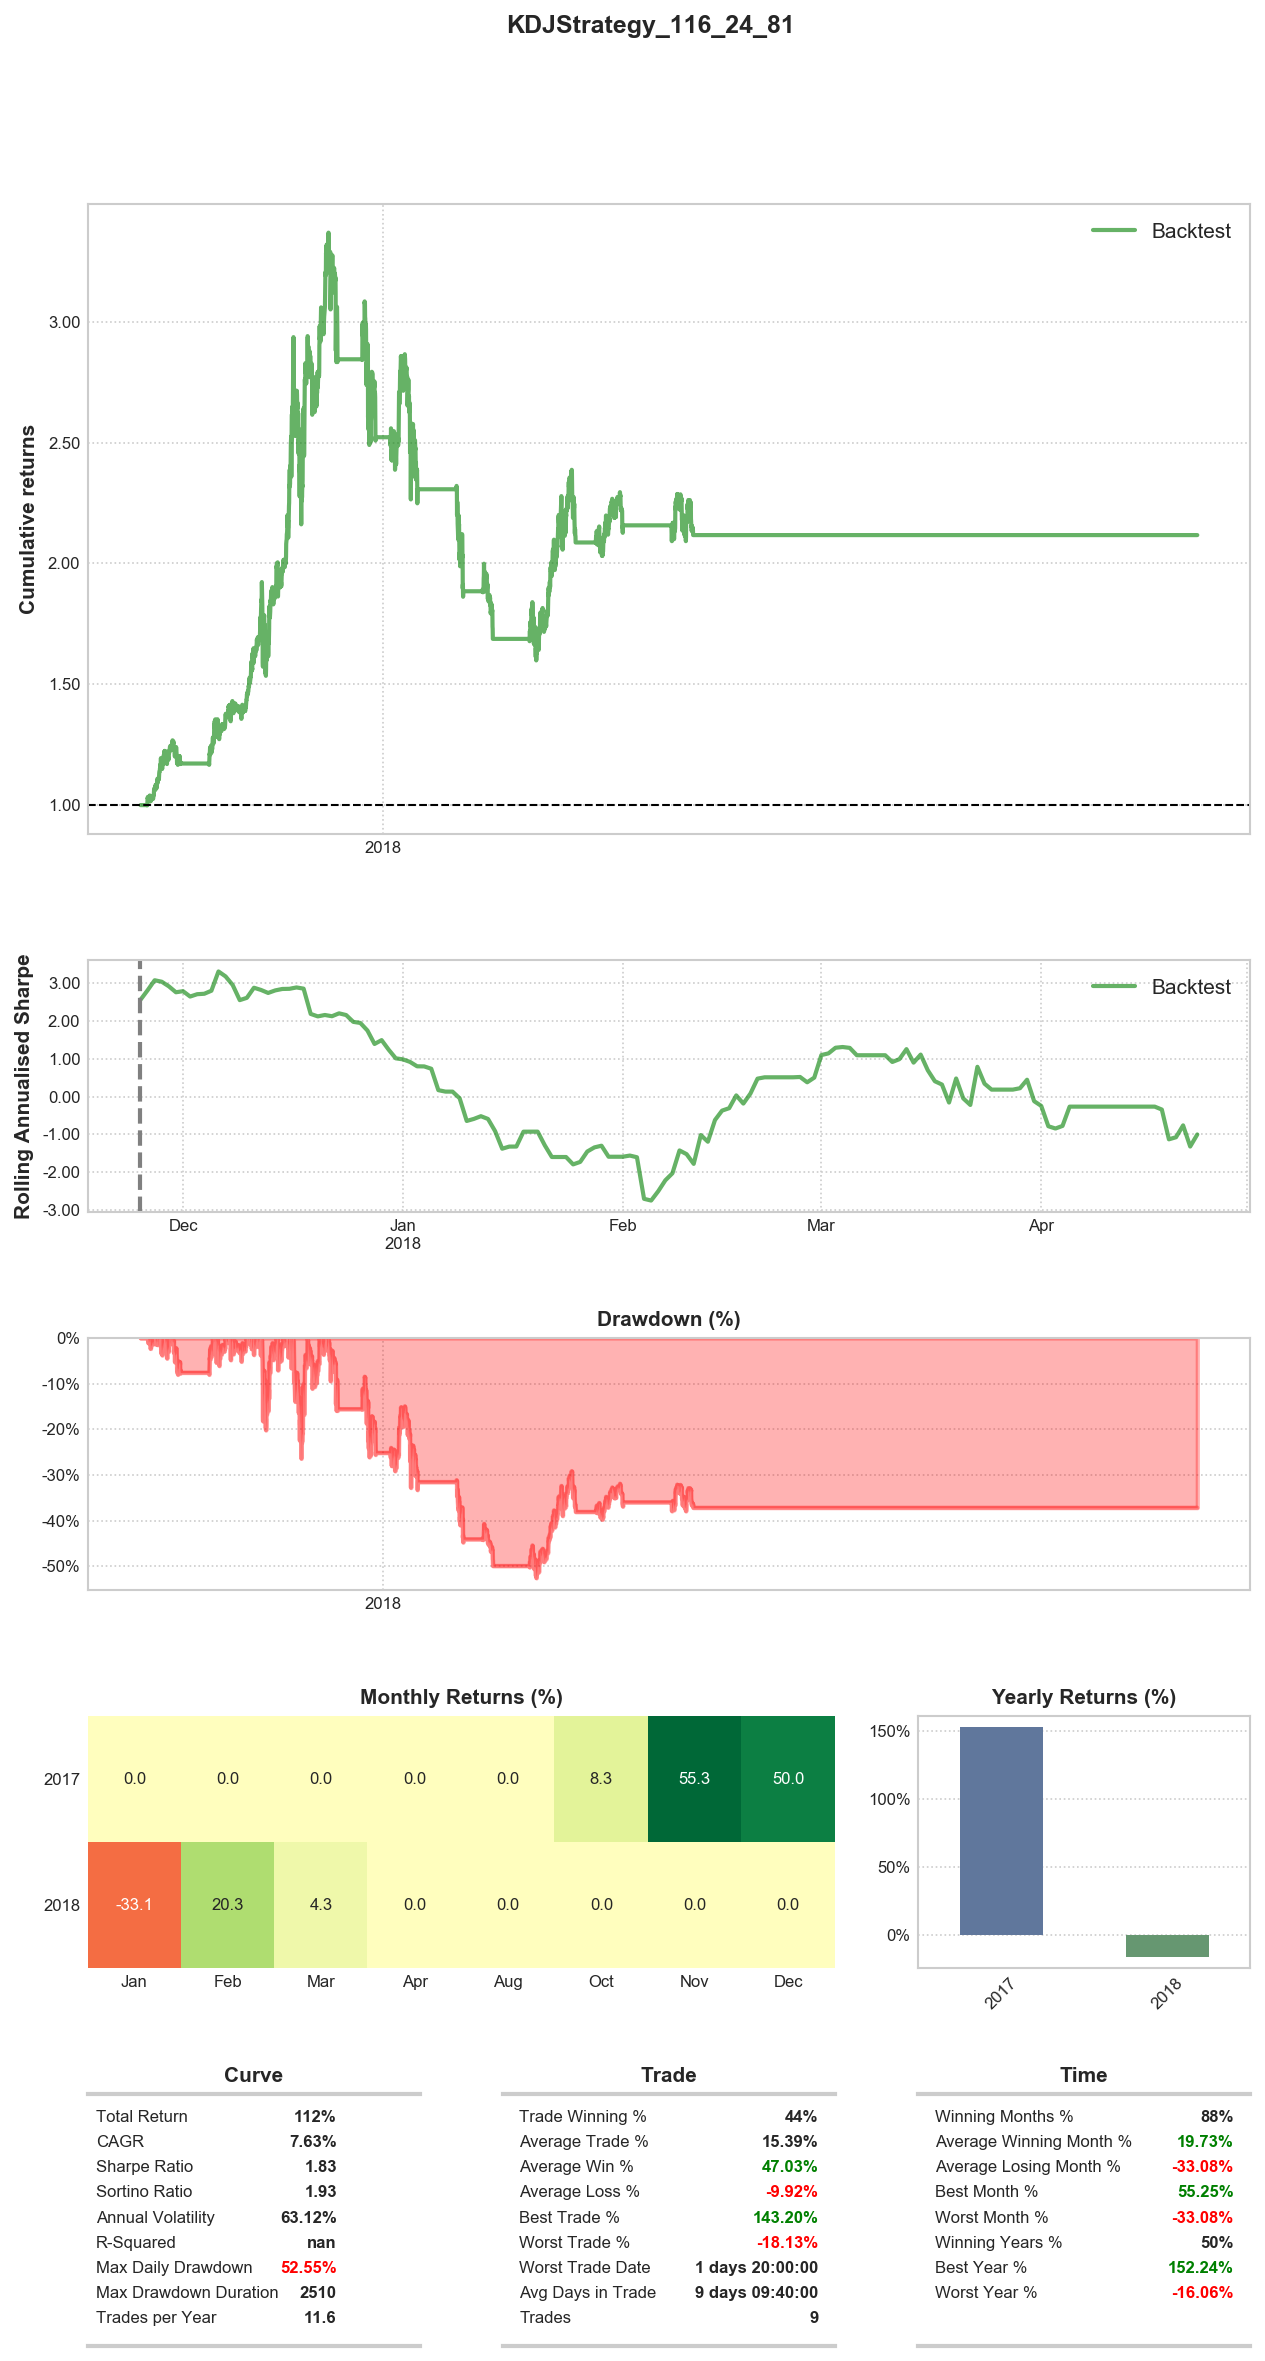 KDJStrategy_116_24_81
Backtest
Cumulative returns
3.00
2.50
2.00
1.50
1.00
2018
Backtest
Rolling Annualised Sharpe
3.00
2.00
1.00
0.00
-1.00
-2.00
-3.00
Dec Jan Feb Mar Apr
2018
Drawdown (%)
0%
-10%
-20%
-30%
-40%
-50%
2018
Monthly Returns (%)
2017 0.0 0.0 0.0 0.0 0.0 8.3 55.3 50.0
2018 -33.1 20.3 4.3 0.0 0.0 0.0 0.0 0.0
Jan Feb Mar Apr Aug Oct Nov Dec
Yearly Returns (%)
150%
100%
50%
0%
2017 2018
Curve
Total Return 112%
CAGR 7.63%
Sharpe Ratio 1.83
Sortino Ratio 1.93
Annual Volatility 63.12%
R-Squared nan
Max Daily Drawdown 52.55%
Max Drawdown Duration 2510
Trades per Year 11.6
Trade
Trade Winning % 44%
Average Trade % 15.39%
Average Win % 47.03%
Average Loss % -9.92%
Best Trade % 143.20%
Worst Trade % -18.13%
Worst Trade Date 1 days 20:00:00
Avg Days in Trade 9 days 09:40:00
Trades 9
Time
Winning Months % 88%
Average Winning Month % 19.73%
Average Losing Month % -33.08%
Best Month % 55.25%
Worst Month % -33.08%
Winning Years % 50%
Best Year % 152.24%
Worst Year % -16.06%